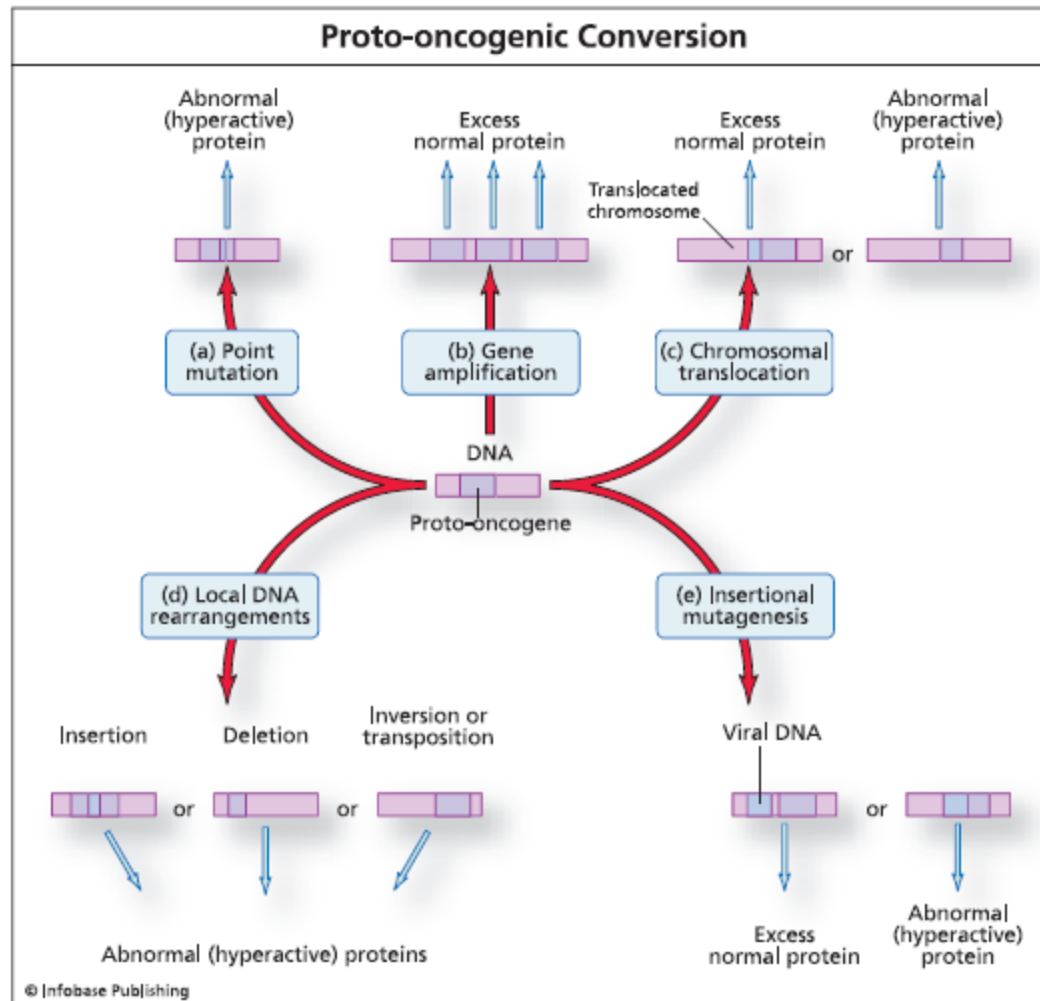 Proto-oncogenic Conversion
Abnormal
(hyperactive)
protein
Excess
normal protein
Excess
normal protein
Abnormal
(hyperactive)
protein
Translocated
chromosome
or
(a) Point
mutation
(b) Gene
amplification
(c) Chromosomal
translocation
DNA
Proto-oncogene
(d) Local DNA
rearrangements
(e) Insertional
mutagenesis
Insertion
Deletion
Inversion or
transposition
Viral DNA
or
or
or
Abnormal (hyperactive) proteins
Excess
normal protein
Abnormal
(hyperactive)
protein
© Infobase Publishing